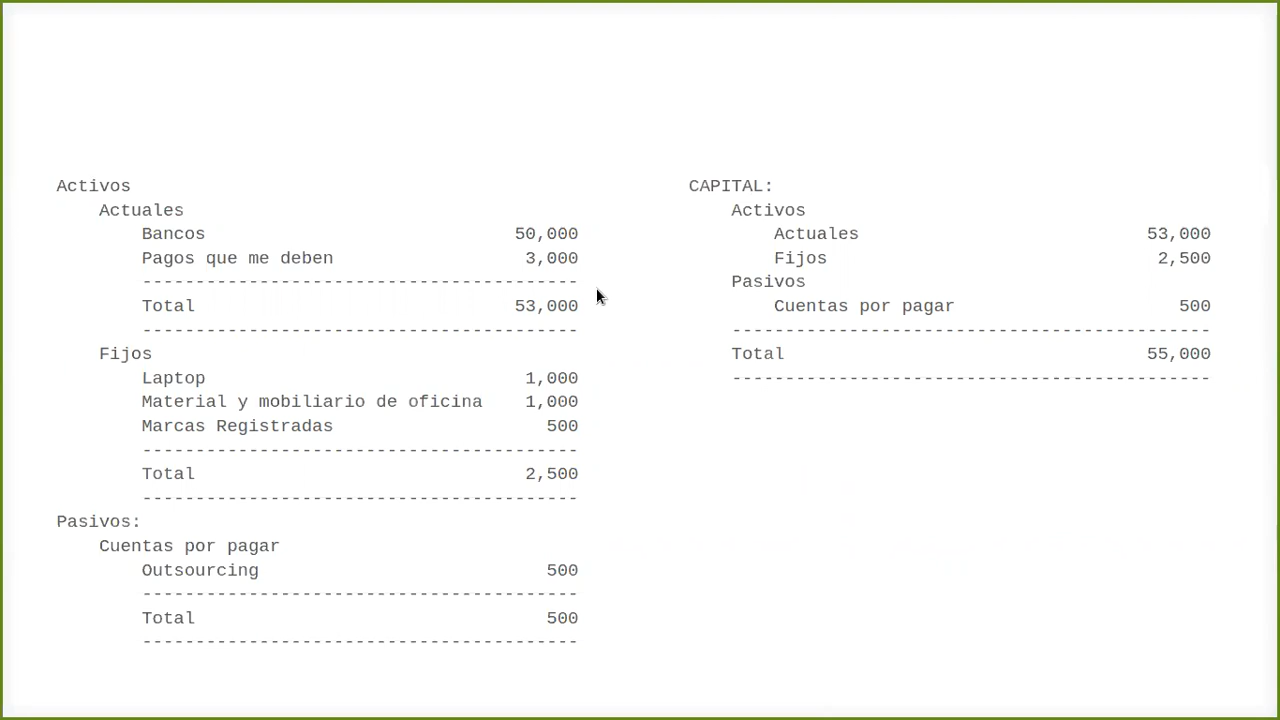 Activos
Actuales
Bancos 50,000
Pagos que me deben 3,000
-----------------------------------------
Total 53,000
-----------------------------------------
Fijos
Laptop 1,000
Material y mobiliario de oficina 1,000
Marcas Registradas 500
-----------------------------------------
Total 2,500
-----------------------------------------
Pasivos:
Cuentas por pagar
Outsourcing 500
-----------------------------------------
Total 500
-----------------------------------------
CAPITAL:
Activos
Actuales 53,000
Fijos 2,500
Pasivos
Cuentas por pagar 500
---------------------------------------------
Total 55,000
---------------------------------------------